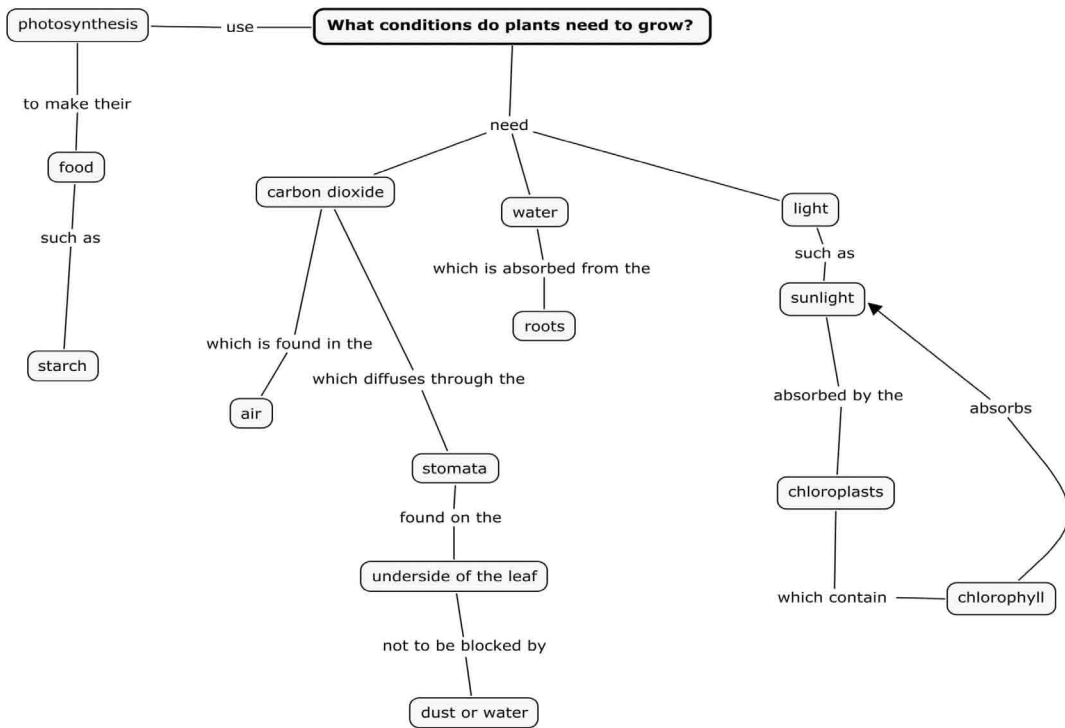 photosynthesis
use
What conditions do plants need to grow?
to make their
food
such as
starch
need
carbon dioxide
which is found in the
air
which diffuses through the
stomata
found on the
underside of the leaf
not to be blocked by
dust or water
water
which is absorbed from the
roots
light
such as
sunlight
absorbed by the
chloroplasts
which contain
chlorophyll
absorbs